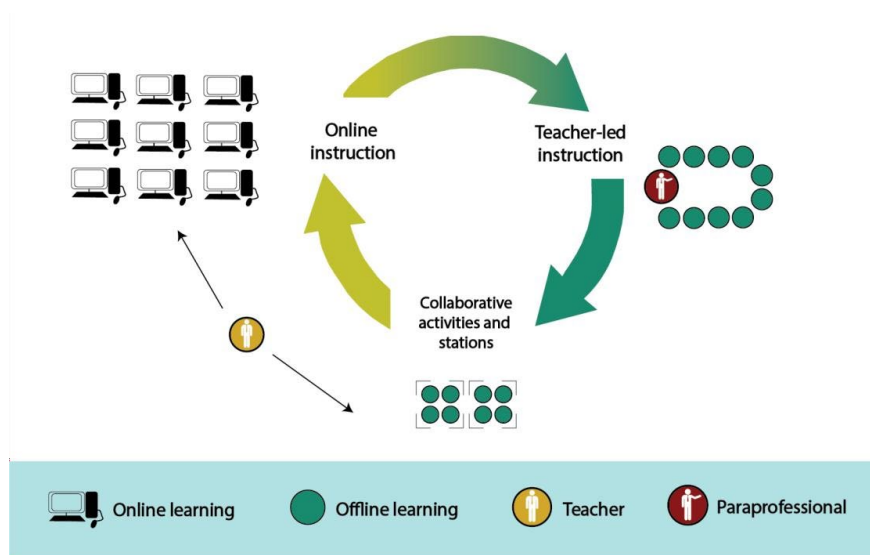 Online
instruction
Teacher-led
instruction
Collaborative
activities and
stations
Online learning
Offline learning
Teacher
Paraprofessional